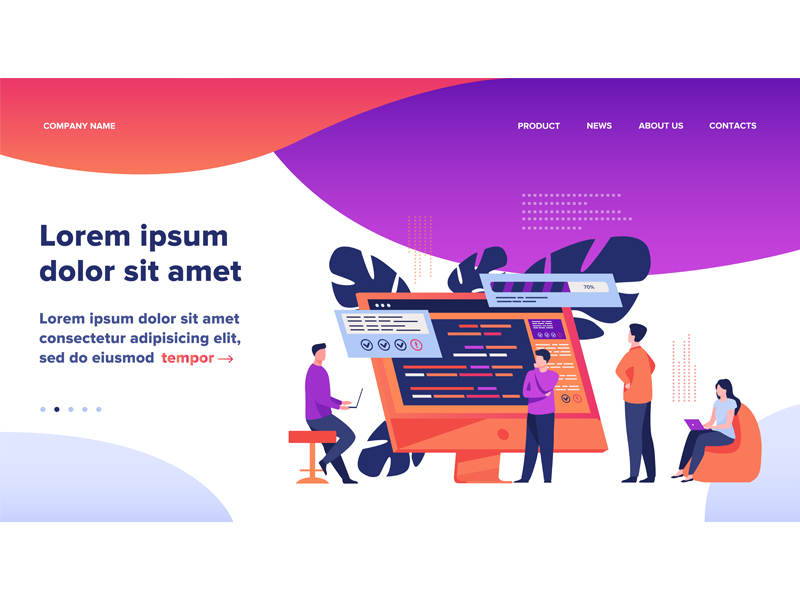 COMPANY NAME
PRODUCT NEWS ABOUT US CONTACTS
Lorem ipsum
dolor sit amet
Lorem ipsum dolor sit amet
consectetur adipisicing elit,
sed do eiusmod tempor →
70%